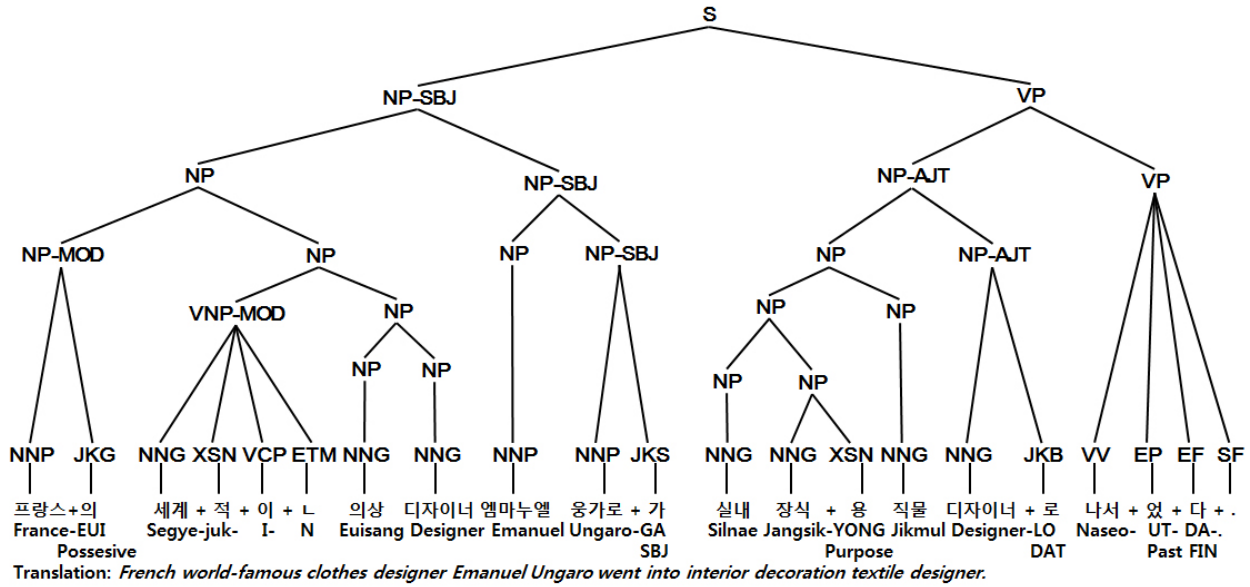 S
NP-SBJ VP
NP NP-SBJ NP-AJT VP
NP-MOD NP NP NP-SBJ NP NP-AJT
VNP-MOD NP NP NP
NP NP NP NP
NNP JKG NNG XSN VCP ETM NNG NNG NNP NNP JKS NNG NNG XSN NNG NNG JKB VV EP EF SF
프랑스+의 세계 + 적 + 이 + ㄴ 의상 디자이너 엠마누엘 웅가로 + 가 실내 장식 + 용 직물 디자이너 + 로 나서 + 었 + 다 + .
France-EUI Segye-juk- I- N Euisang Designer Emanuel Ungaro-GA Silnae Jangsik-YONG Jikmul Designer-LO Naseo- UT- DA-.
Possesive SBJ Purpose DAT Past FIN
Translation: French world-famous clothes designer Emanuel Ungaro went into interior decoration textile designer.